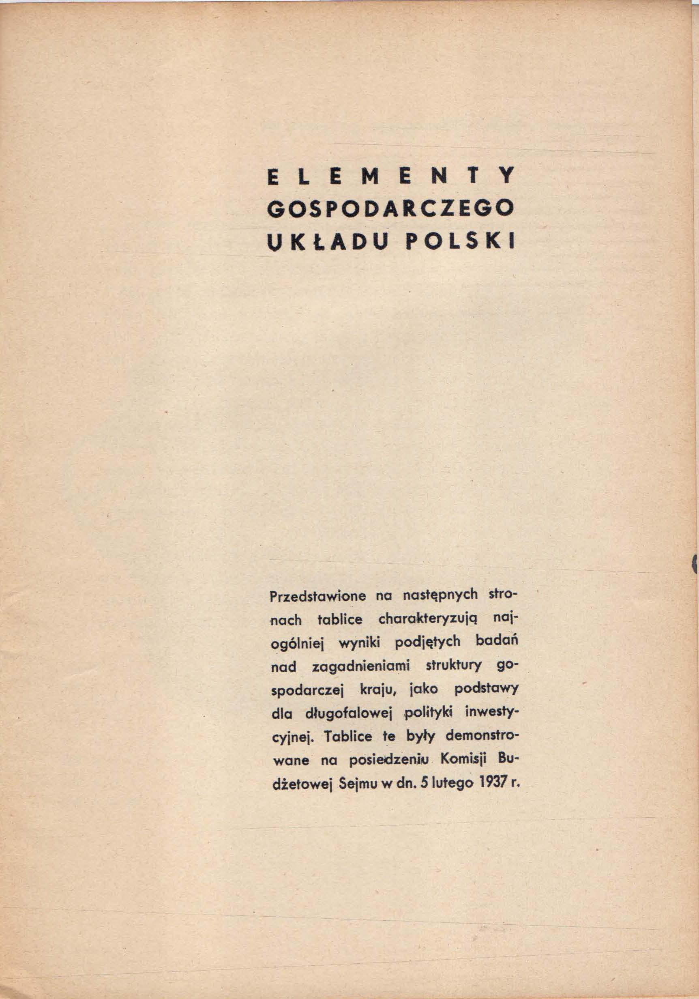 ELEMENTY
GOSPODARCZEGO
UKŁADU POLSKI
Przedstawione na następnych stro-
nach tablice charakteryzują naj-
ogólniej wyniki podjętych badań
nad zagadnieniami struktury go-
spodarczej kraju, jako podstawy
dla długofalowej polityki inwesty-
cyjnej. Tablice te były demonstro-
wane na posiedzeniu Komisji Bu-
dżetowej Sejmu w dn. 5 lutego 1937 r.